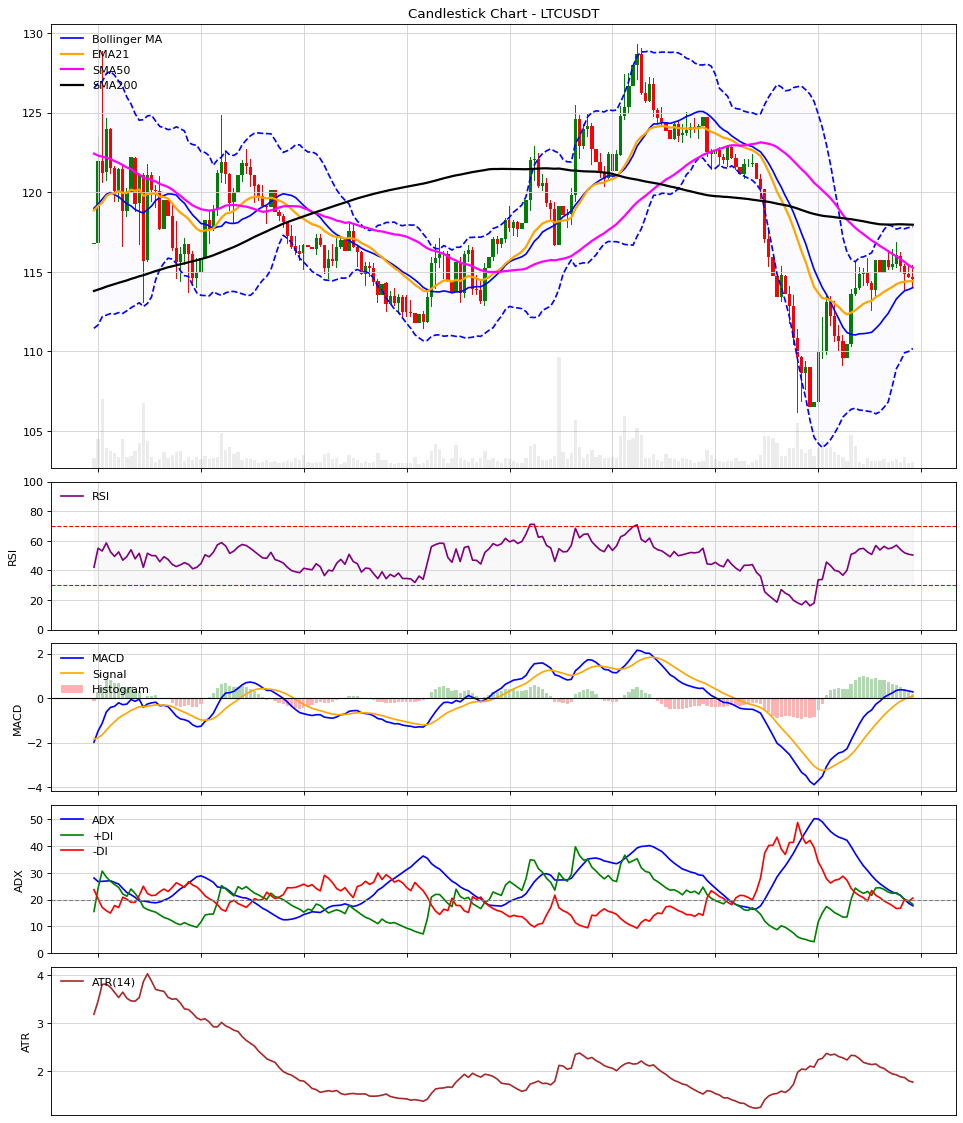 Candlestick Chart - LTCUSDT
130
125
120
115
110
105
Bollinger MA
EMA21
SMA50
SMA200
100
80
60
40
20
0
RSI
RSI
2
0
−2
−4
MACD
MACD
Signal
Histogram
50
40
30
20
10
0
ADX
ADX
+DI
-DI
4
3
2
ATR
ATR(14)